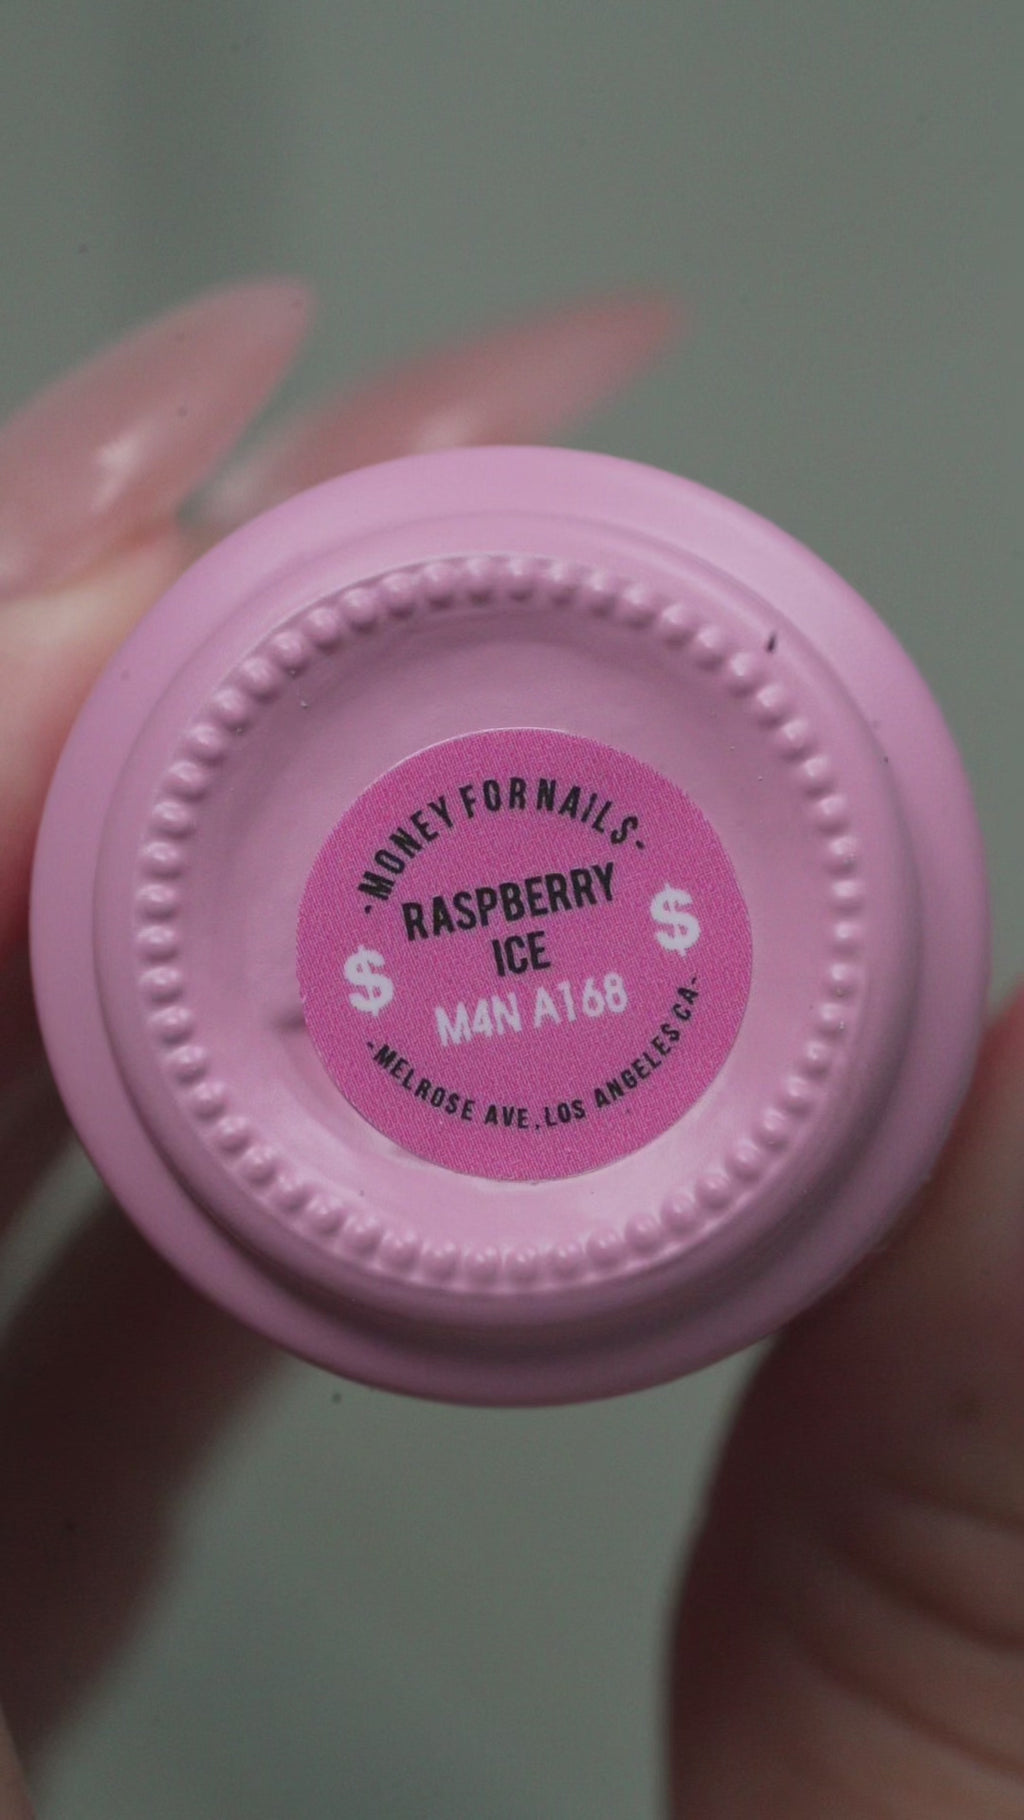 -MONEY FOR NAILS-
RASPBERRY
ICE
$ $
M4N A168
-MELROSE AVE. LOS ANGELES CA-